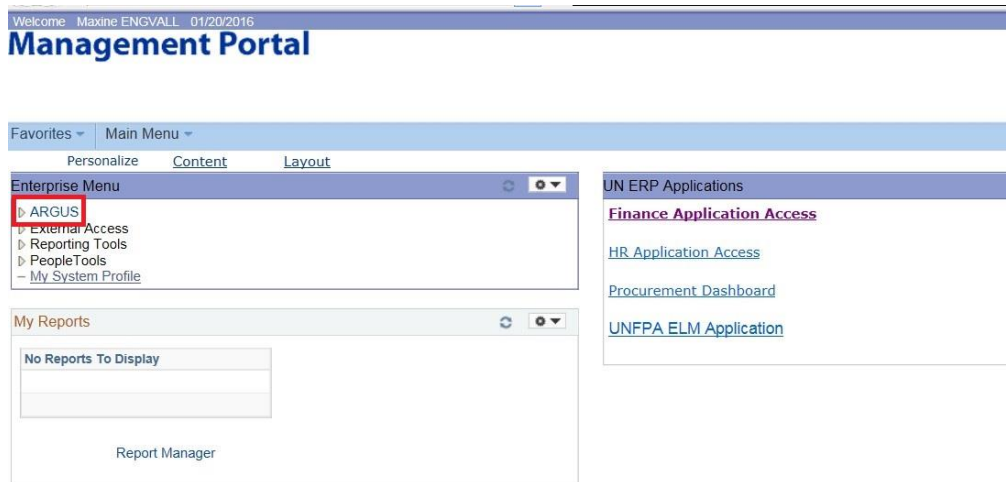 Welcome Maxine ENGVALL 01/20/2016
Management Portal
Favorites Main Menu
Personalize Content Layout
Enterprise Menu
ARGUS
External Access
Reporting Tools
PeopleTools
My System Profile
My Reports
No Reports To Display
Report Manager
UN ERP Applications
Finance Application Access
HR Application Access
Procurement Dashboard
UNFPA ELM Application